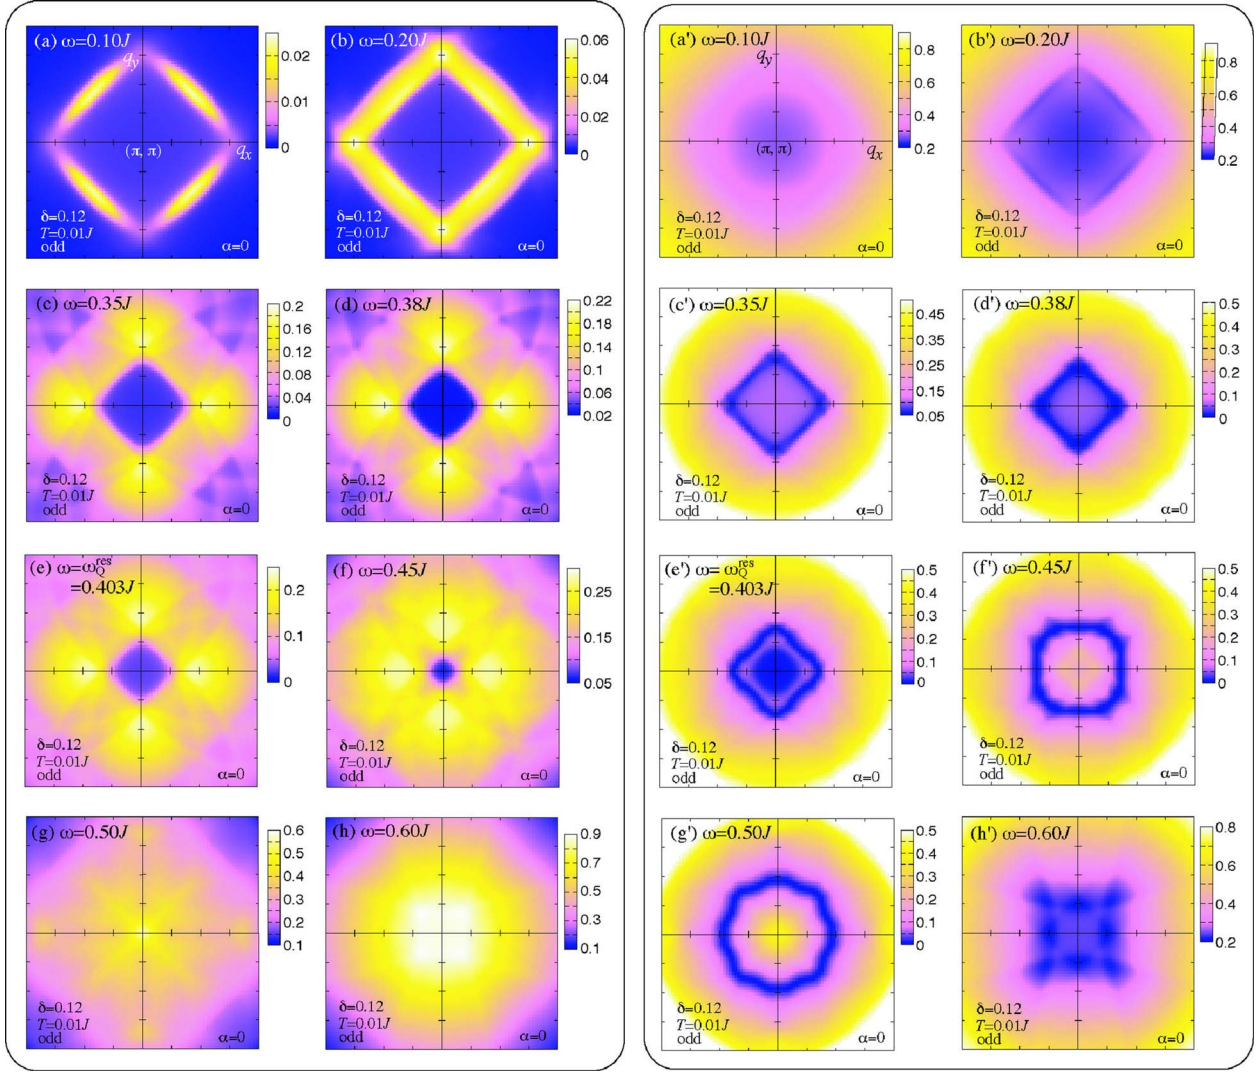 (a) ω=0.10J
q_y
(π, π)
q_x
δ=0.12
T=0.01J
odd
α=0
0.02
0.01
0
(b) ω=0.20J
δ=0.12
T=0.01J
odd
α=0
0.06
0.04
0.02
0
(a') ω=0.10J
q_y
(π, π)
q_x
δ=0.12
T=0.01J
odd
α=0
0.8
0.6
0.4
0.2
(b') ω=0.20J
δ=0.12
T=0.01J
odd
α=0
0.8
0.6
0.4
0.2
(c) ω=0.35J
δ=0.12
T=0.01J
odd
α=0
0.2
0.16
0.12
0.08
0.04
0
(d) ω=0.38J
δ=0.12
T=0.01J
odd
α=0
0.22
0.18
0.14
0.10
0.06
0.02
(c') ω=0.35J
δ=0.12
T=0.01J
odd
α=0
0.45
0.35
0.25
0.15
0.05
(d') ω=0.38J
δ=0.12
T=0.01J
odd
α=0
0.5
0.4
0.3
0.2
0.1
0
(e) ω=ω_Q^res
=0.403J
δ=0.12
T=0.01J
odd
α=0
0.2
0.1
0
(f) ω=0.45J
δ=0.12
T=0.01J
odd
α=0
0.25
0.15
0.05
(e') ω=ω_Q^res
=0.403J
δ=0.12
T=0.01J
odd
α=0
0.5
0.4
0.3
0.2
0.1
0
(f') ω=0.45J
δ=0.12
T=0.01J
odd
α=0
0.5
0.4
0.3
0.2
0.1
0
(g) ω=0.50J
δ=0.12
T=0.01J
odd
α=0
0.6
0.5
0.4
0.3
0.2
0.1
(h) ω=0.60J
δ=0.12
T=0.01J
odd
α=0
0.9
0.7
0.5
0.3
0.1
(g') ω=0.50J
δ=0.12
T=0.01J
odd
α=0
0.5
0.4
0.3
0.2
0.1
0
(h') ω=0.60J
δ=0.12
T=0.01J
odd
α=0
0.8
0.6
0.4
0.2